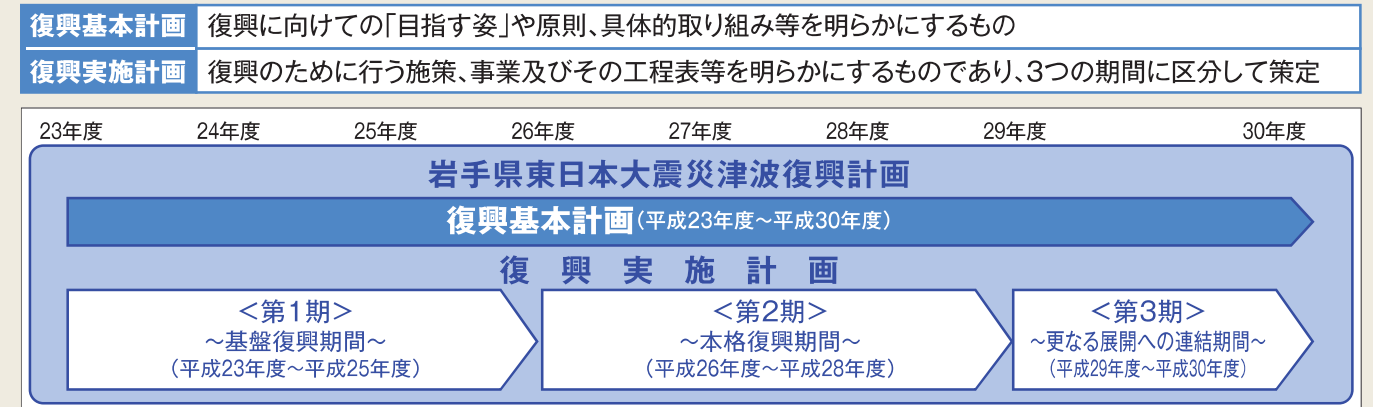 復興基本計画 復興に向けての「目指す姿」や原則、具体的取り組み等を明らかにするもの
復興実施計画 復興のために行う施策、事業及びその工程表等を明らかにするものであり、3つの期間に区分して策定
23年度 24年度 25年度 26年度 27年度 28年度 29年度 30年度
岩手県東日本大震災津波復興計画
復興基本計画(平成23年度～平成30年度)
復興実施計画
＜第1期＞
～基盤復興期間～
(平成23年度～平成25年度)
＜第2期＞
～本格復興期間～
(平成26年度～平成28年度)
＜第3期＞
～更なる展開への連結期間～
(平成29年度～平成30年度)